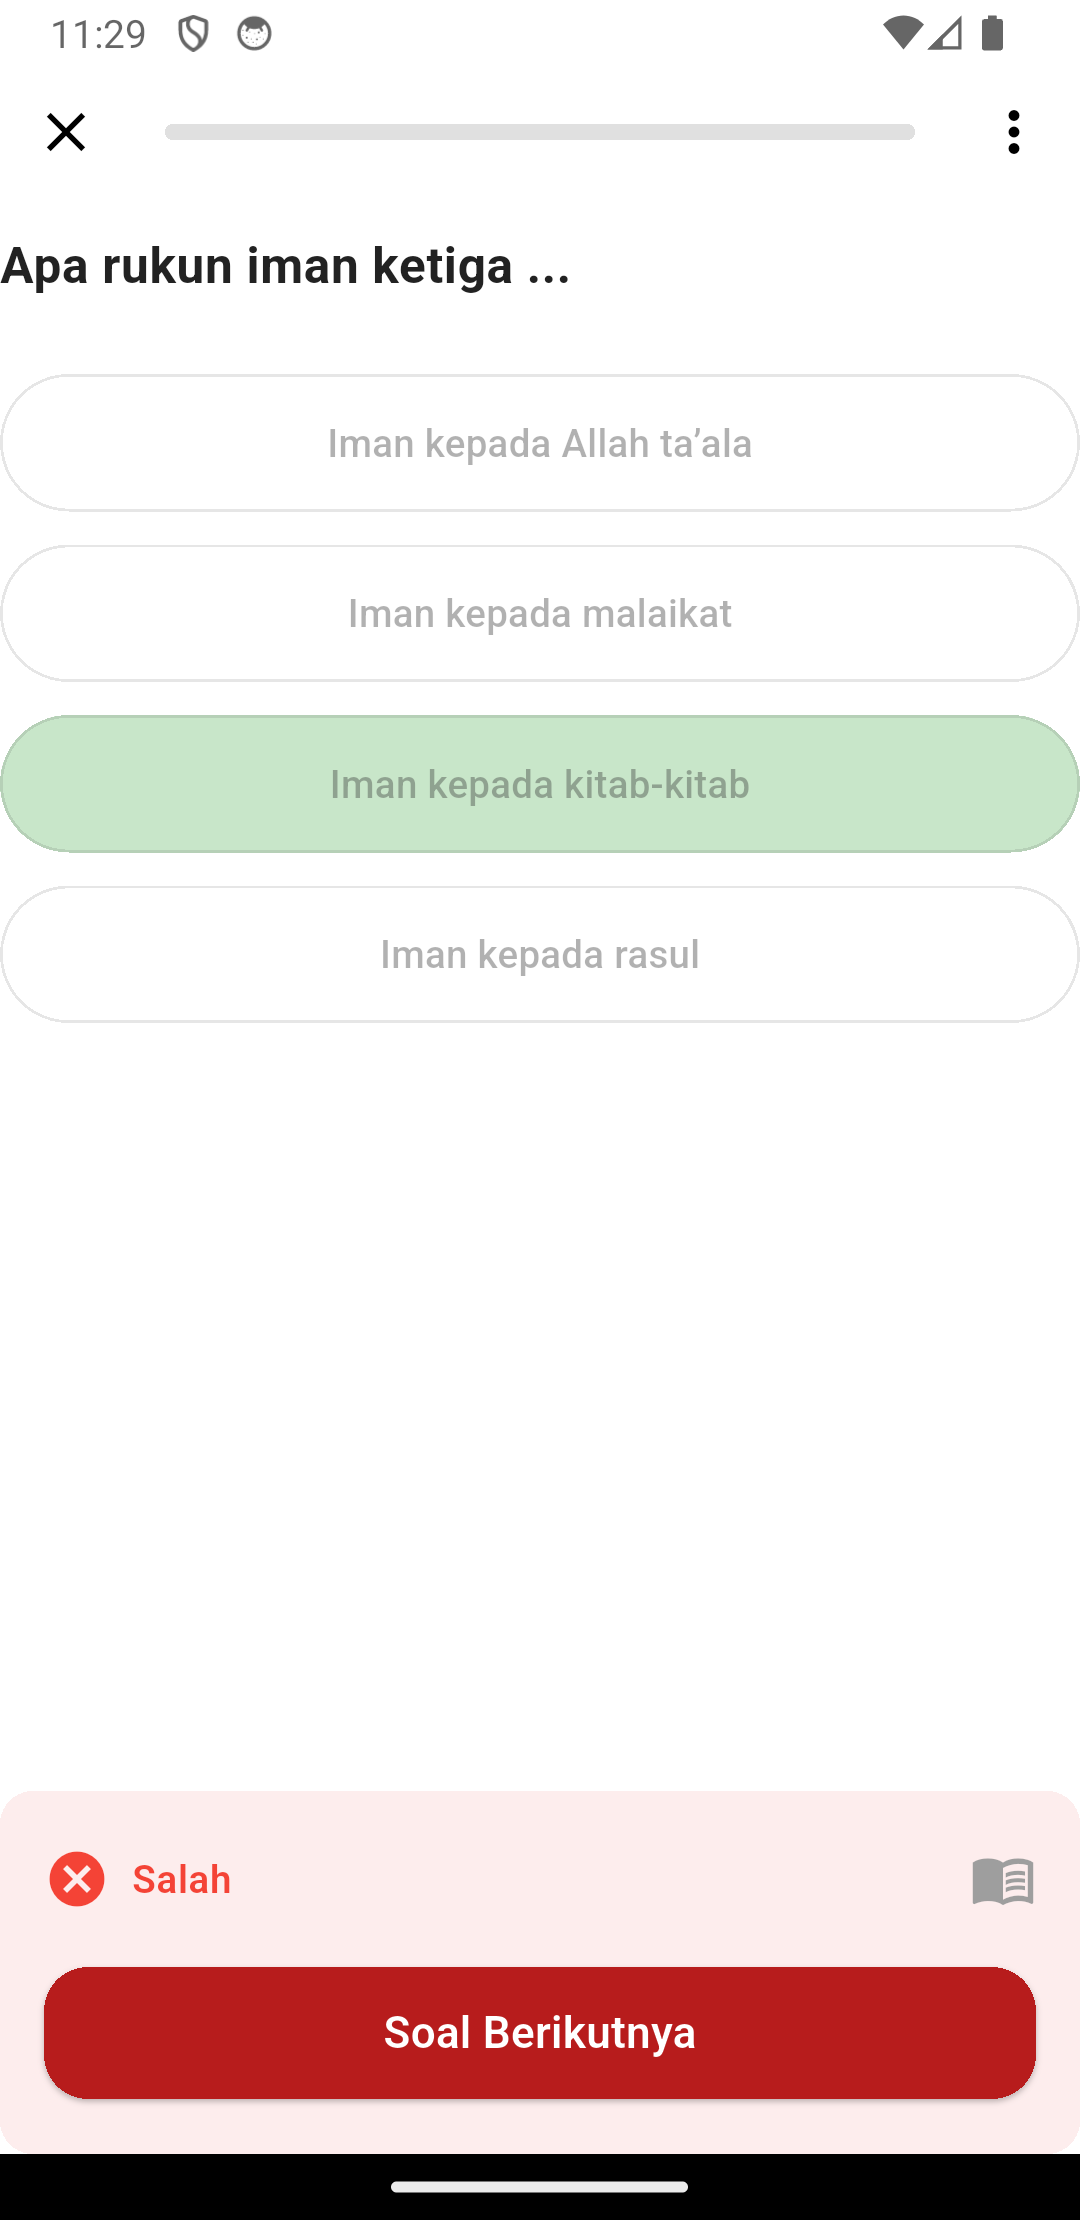 11:29
Apa rukun iman ketiga ...
Iman kepada Allah ta’ala
Iman kepada malaikat
Iman kepada kitab-kitab
Iman kepada rasul
Salah
Soal Berikutnya